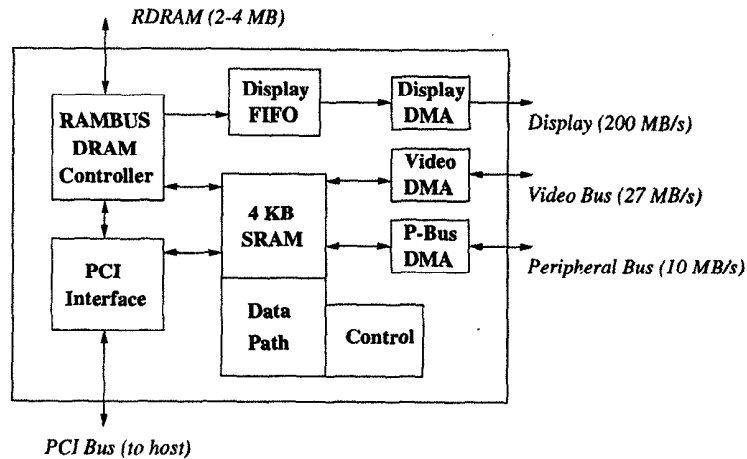 RDRAM (2-4 MB)
RAMBUS
DRAM
Controller
Display
FIFO
Display
DMA
Display (200 MB/s)
Video
DMA
Video Bus (27 MB/s)
4 KB
SRAM
P-Bus
DMA
Peripheral Bus (10 MB/s)
PCI
Interface
Data
Path
Control
PCI Bus (to host)